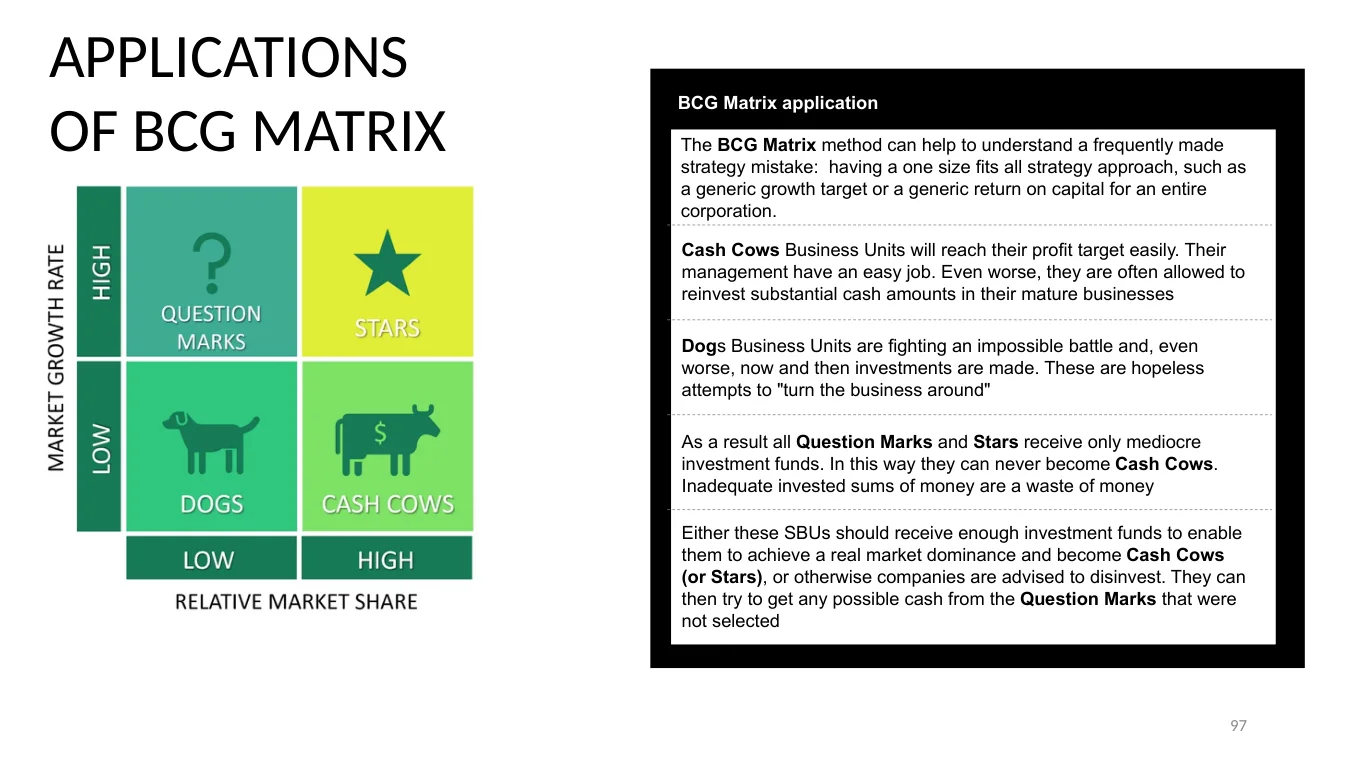 APPLICATIONS
OF BCG MATRIX
MARKET GROWTH RATE
HIGH
LOW
?
QUESTION
MARKS
STARS
DOGS
$
CASH COWS
LOW
HIGH
RELATIVE MARKET SHARE
BCG Matrix application
The BCG Matrix method can help to understand a frequently made
strategy mistake:  having a one size fits all strategy approach, such as
a generic growth target or a generic return on capital for an entire
corporation.
Cash Cows Business Units will reach their profit target easily. Their
management have an easy job. Even worse, they are often allowed to
reinvest substantial cash amounts in their mature businesses
Dogs Business Units are fighting an impossible battle and, even
worse, now and then investments are made. These are hopeless
attempts to "turn the business around"
As a result all Question Marks and Stars receive only mediocre
investment funds. In this way they can never become Cash Cows.
Inadequate invested sums of money are a waste of money
Either these SBUs should receive enough investment funds to enable
them to achieve a real market dominance and become Cash Cows
(or Stars), or otherwise companies are advised to disinvest. They can
then try to get any possible cash from the Question Marks that were
not selected
97